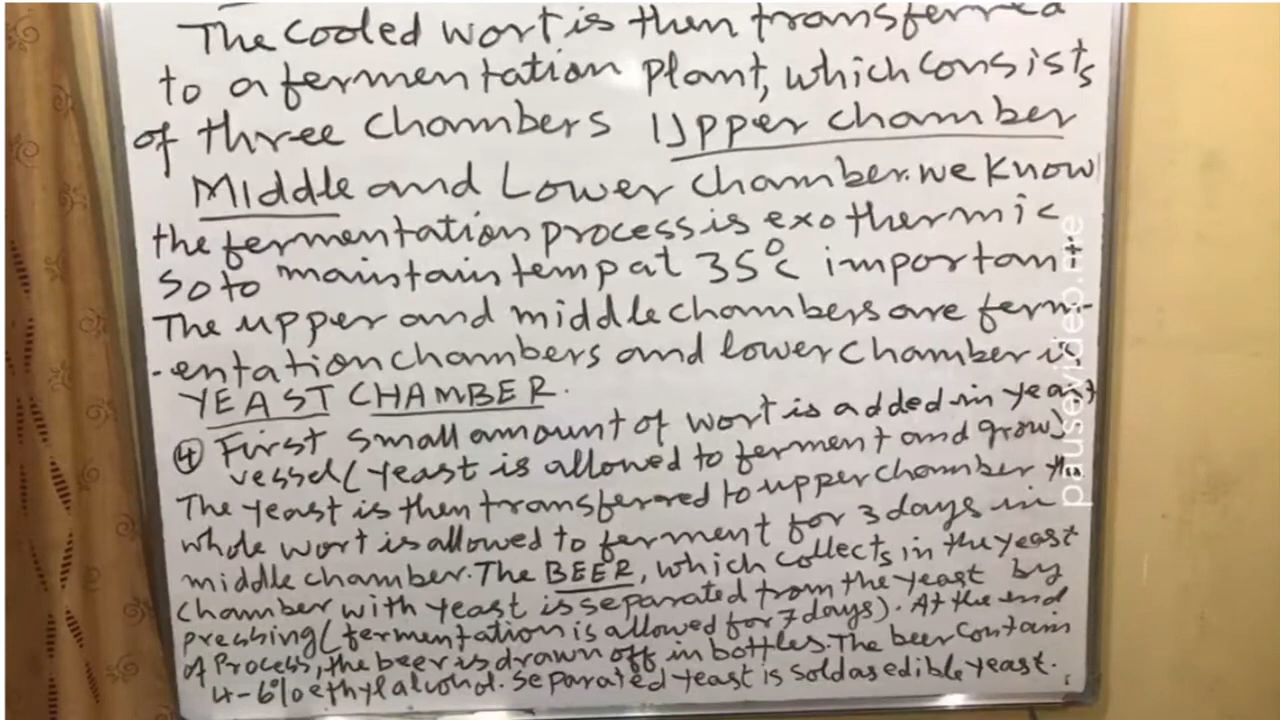 The cooled wort is then transferred
to a fermentation plant, which consists
of three chambers Upper chamber
Middle and Lower chamber. we know
the fermentation process is exothermic
so to maintain temp at 35°c important
The upper and middle chambers are ferm-
-entation chambers and lower chamber is
YEAST CHAMBER.
④ First small amount of wort is added in yeast
vessel (yeast is allowed to ferment and grow)
The yeast is then transferred to upper chamber the
whole wort is allowed to ferment for 3 days in
middle chamber. The BEER, which collects in the yeast
chamber with yeast is separated from the yeast by
pressing (fermentation is allowed for 7 days). At the end
of Process, the beer is drawn off in bottles. The beer contain
4-6% ethyl alcohol. Separated yeast is sold as edible yeast.
pausevideo.me